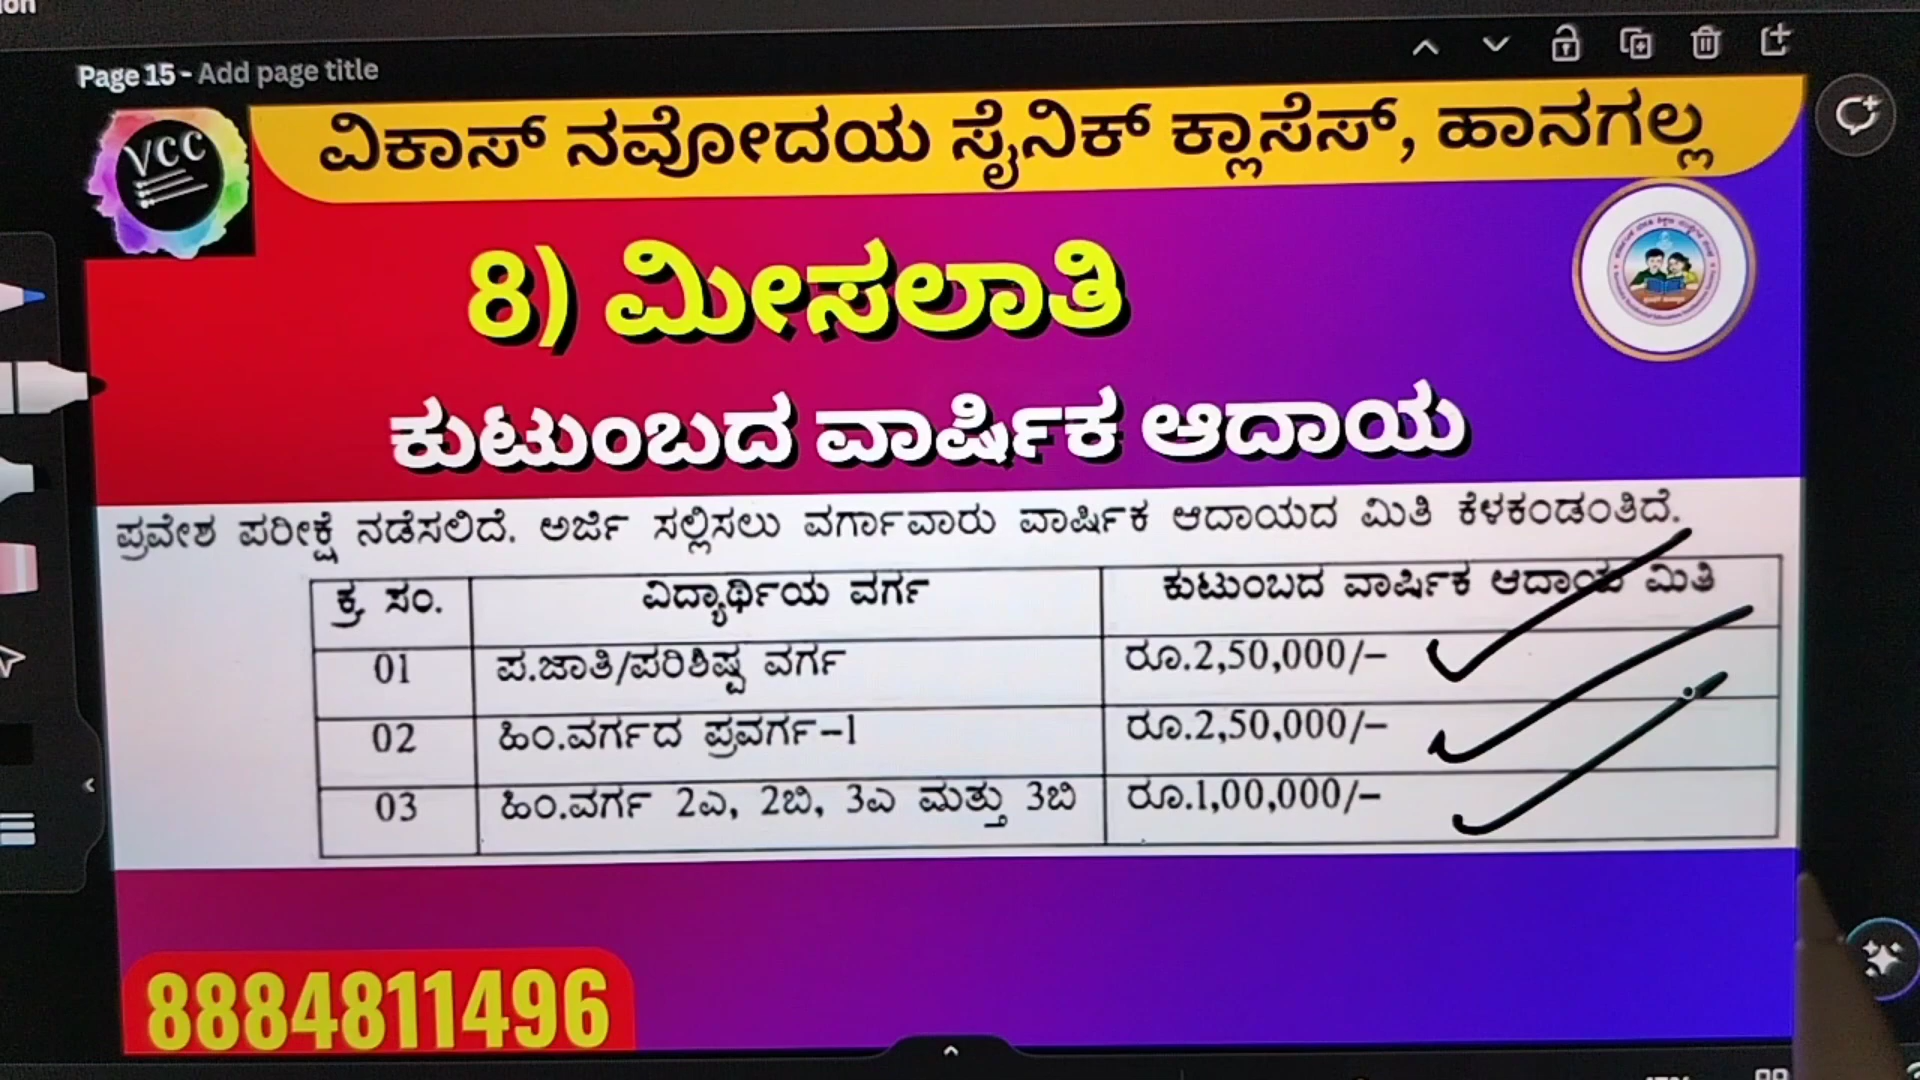 Page 15 - Add page title
VCC
ವಿಕಾಸ್ ನವೋದಯ ಸೈನಿಕ್ ಕ್ಲಾಸೆಸ್, ಹಾನಗಲ್ಲ
8) ಮೀಸಲಾತಿ
ಕುಟುಂಬದ ವಾರ್ಷಿಕ ಆದಾಯ
ಪ್ರವೇಶ ಪರೀಕ್ಷೆ ನಡೆಸಲಿದೆ. ಅರ್ಜಿ ಸಲ್ಲಿಸಲು ವರ್ಗಾವಾರು ವಾರ್ಷಿಕ ಆದಾಯದ ಮಿತಿ ಕೆಳಕಂಡಂತಿದೆ.
ಕ್ರ ಸಂ. ವಿದ್ಯಾರ್ಥಿಯ ವರ್ಗ ಕುಟುಂಬದ ವಾರ್ಷಿಕ ಆದಾಯ ಮಿತಿ
01 ಪ.ಜಾತಿ/ಪರಿಶಿಷ್ಟ ವರ್ಗ ರೂ.2,50,000/-
02 ಹಿಂ.ವರ್ಗದ ಪ್ರವರ್ಗ-1 ರೂ.2,50,000/-
03 ಹಿಂ.ವರ್ಗ 2ಎ, 2ಬಿ, 3ಎ ಮತ್ತು 3ಬಿ ರೂ.1,00,000/-
8884811496